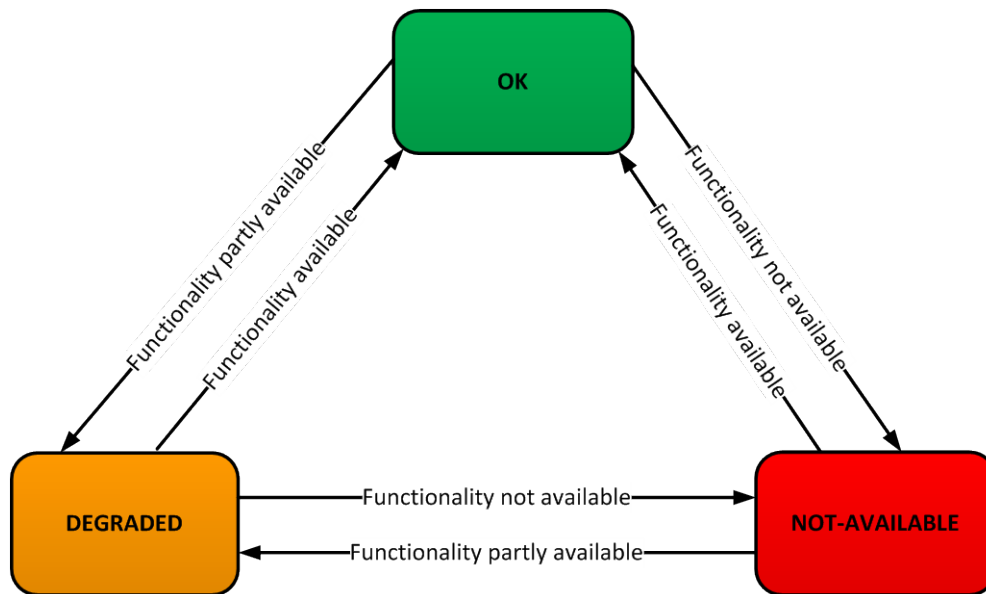 OK
Functionality partly available
Functionality available
Functionality available
Functionality not available
DEGRADED
Functionality not available
Functionality partly available
NOT-AVAILABLE